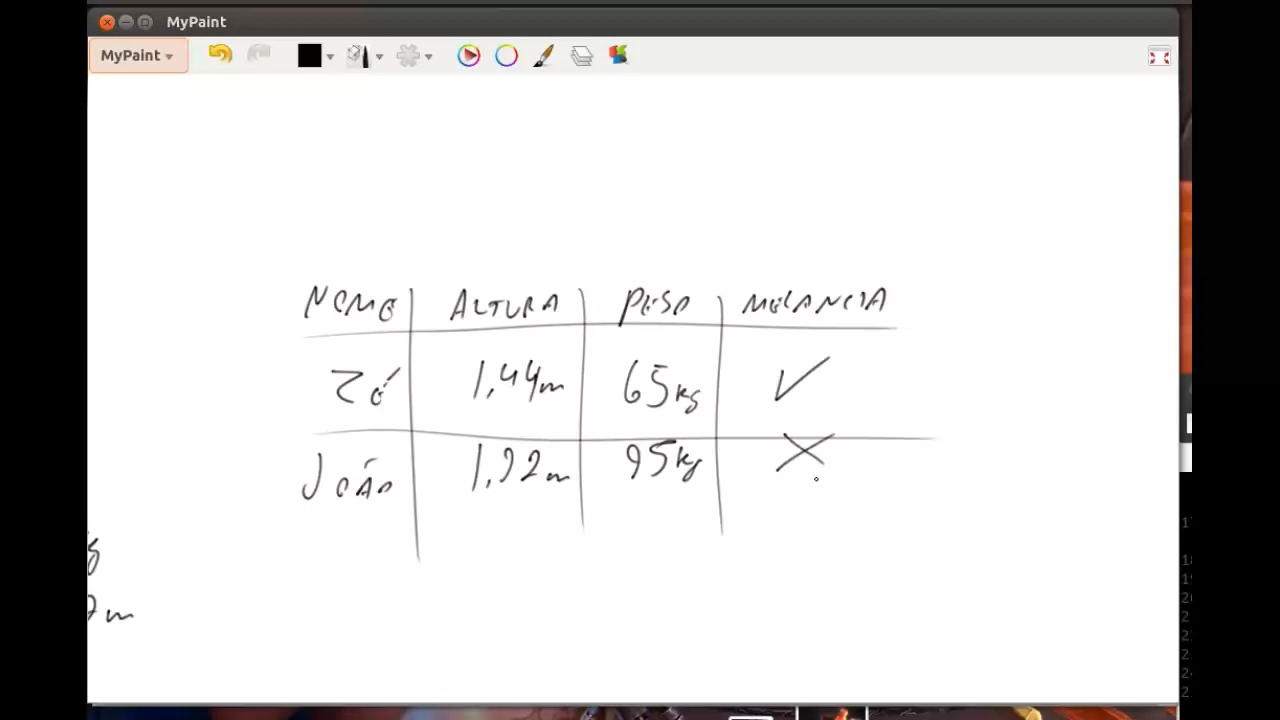 MyPaint
MyPaint
NOME ALTURA PESO MELANCIA
ZÉ 1,44m 65kg ✓
JOÃO 1,92m 95kg X
m